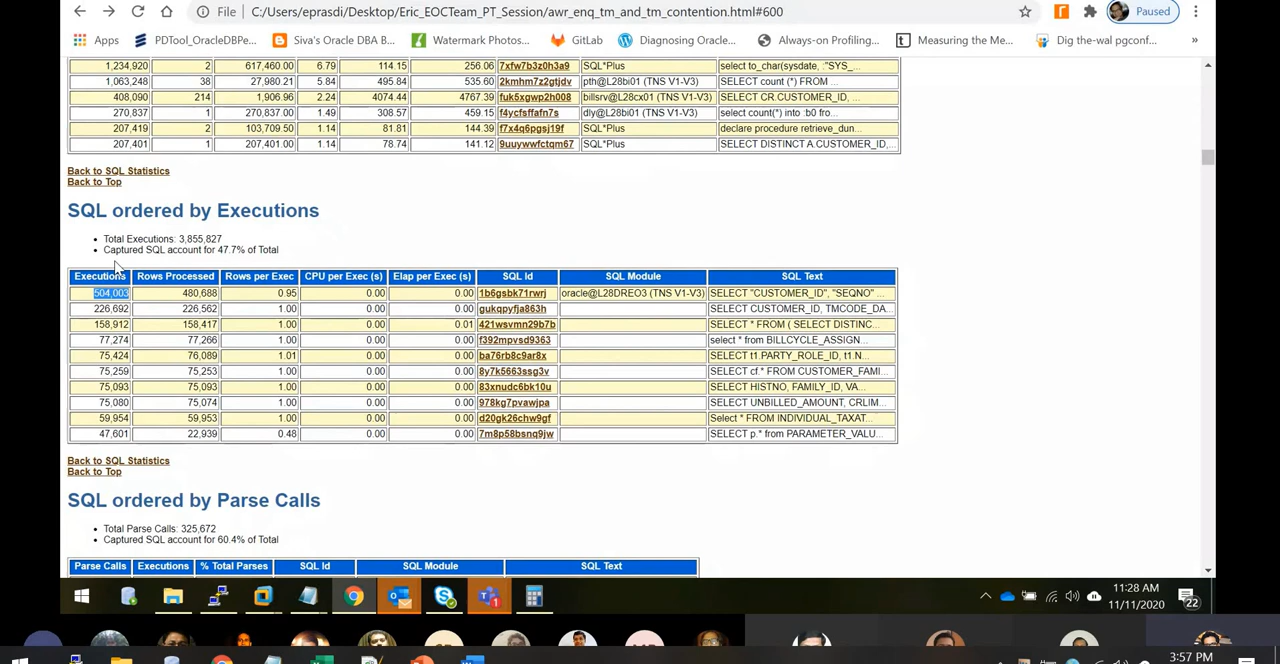 File | C:/Users/eprasdi/Desktop/Eric_EOCTeam_PT_Session/awr_enq_tm_and_tm_contention.html#600 Paused
Apps PDTool_OracleDBPe... Siva's Oracle DBA B... Watermark Photos... GitLab Diagnosing Oracle... Always-on Profiling... Measuring the Me... Dig the-wal pgconf... »
1,234,920 2 617,460.00 6.79 114.15 256.06 7xfw7b3z0h3a9 SQL*Plus select to_char(sysdate, :"SYS_...
1,063,248 38 27,980.21 5.84 495.84 535.60 2kmhm7z2gtjdv pth@L28bi01 (TNS V1-V3) SELECT count (*) FROM ...
408,090 214 1,906.96 2.24 4074.44 4767.39 fuk5xgwp2h008 billsrv@L28cx01 (TNS V1-V3) SELECT CR.CUSTOMER_ID, ...
270,837 1 270,837.00 1.49 308.57 459.15 f4ycfsffafn7s dly@L28bi01 (TNS V1-V3) select count(*) into :b0 fro...
207,419 2 103,709.50 1.14 81.81 144.39 f7x4q6pgsj19f SQL*Plus declare procedure retrieve_dun...
207,401 1 207,401.00 1.14 78.74 141.12 9uuywwfctqm67 SQL*Plus SELECT DISTINCT A.CUSTOMER_ID,...
Back to SQL Statistics
Back to Top
SQL ordered by Executions
• Total Executions: 3,855,827
• Captured SQL account for 47.7% of Total
Executions Rows Processed Rows per Exec CPU per Exec (s) Elap per Exec (s) SQL Id SQL Module SQL Text
504,003 480,688 0.95 0.00 0.00 1b6gsbk71rwrj oracle@L28DREO3 (TNS V1-V3) SELECT "CUSTOMER_ID", "SEQNO" ...
226,692 226,562 1.00 0.00 0.00 gukqpyfja863h SELECT CUSTOMER_ID, TMCODE_DA...
158,912 158,417 1.00 0.00 0.01 421wsvmn29b7b SELECT * FROM ( SELECT DISTINC...
77,274 77,266 1.00 0.00 0.00 f392mpvsd9363 select * from BILLCYCLE_ASSIGN...
75,424 76,089 1.01 0.00 0.00 ba76rb8c9ar8x SELECT t1.PARTY_ROLE_ID, t1.N...
75,259 75,253 1.00 0.00 0.00 8y7k5663ssg3v SELECT cf.* FROM CUSTOMER_FAMI...
75,093 75,093 1.00 0.00 0.00 83xnudc6bk10u SELECT HISTNO, FAMILY_ID, VA...
75,080 75,074 1.00 0.00 0.00 978kg7pvawjpa SELECT UNBILLED_AMOUNT, CRLIM...
59,954 59,953 1.00 0.00 0.00 d20gk26chw9gf Select * FROM INDIVIDUAL_TAXAT...
47,601 22,939 0.48 0.00 0.00 7m8p58bsnq9jw SELECT p.* from PARAMETER_VALU...
Back to SQL Statistics
Back to Top
SQL ordered by Parse Calls
• Total Parse Calls: 325,672
• Captured SQL account for 60.4% of Total
Parse Calls Executions % Total Parses SQL Id SQL Module SQL Text
11:28 AM
11/11/2020
22
3:57 PM